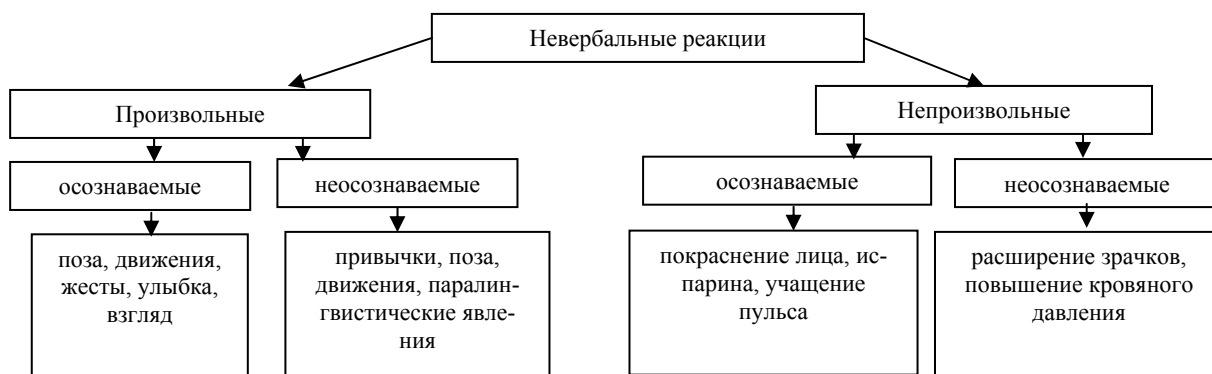 Невербальные реакции
Произвольные
Непроизвольные
осознаваемые
неосознаваемые
осознаваемые
неосознаваемые
поза, движения,
жесты, улыбка,
взгляд
привычки, поза,
движения, паралин-
гвистические явле-
ния
покраснение лица, ис-
парина, учащение
пульса
расширение зрачков,
повышение кровяного
давления